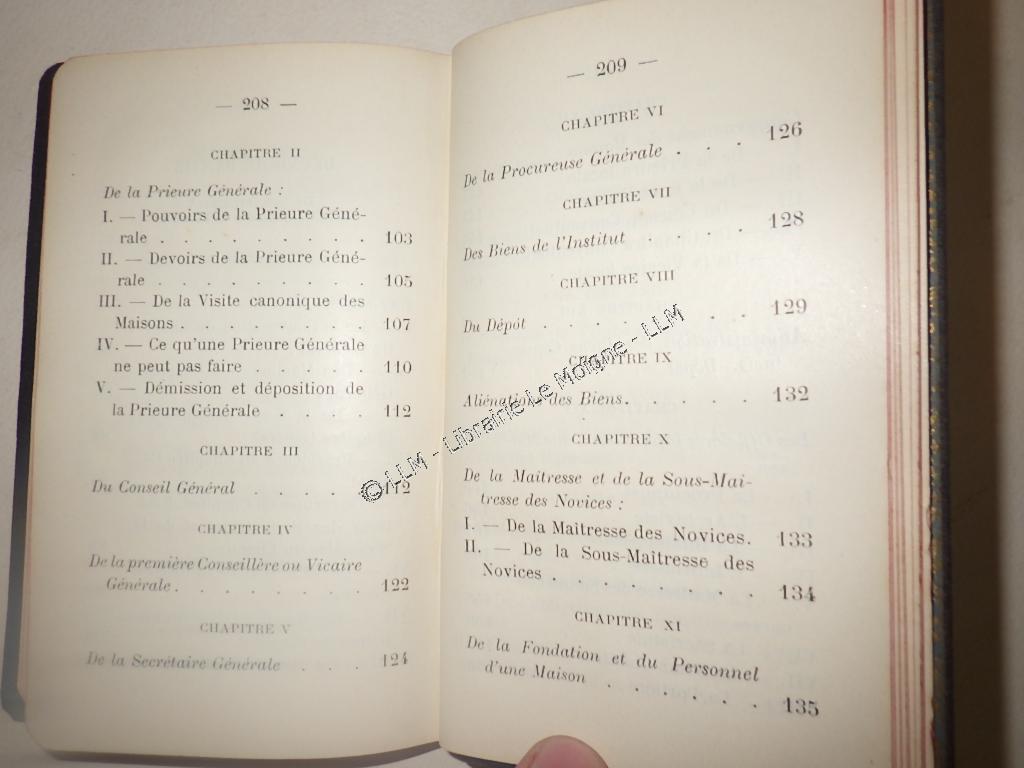 — 208 —
CHAPITRE II
De la Prieure Générale :
I. — Pouvoirs de la Prieure Géné-
rale . . . . . . . . . 103
II. — Devoirs de la Prieure Géné-
rale . . . . . . . . . 105
III. — De la Visite canonique des
Maisons . . . . . . . . 107
IV. — Ce qu'une Prieure Générale
ne peut pas faire . . . . . 110
V. — Démission et déposition de
la Prieure Générale . . . . 112
CHAPITRE III
Du Conseil Général . . . .
CHAPITRE IV
De la première Conseillère ou Vicaire
Générale . . . . . . . . 122
CHAPITRE V
De la Secrétaire Générale . . . 124
— 209 —
CHAPITRE VI
De la Procureuse Générale . . . 126
CHAPITRE VII
Des Biens de l'Institut . . . . 128
CHAPITRE VIII
Du Dépôt . . . . . . . . 129
CHAPITRE IX
Aliénation des Biens. . . . . 132
CHAPITRE X
De la Maîtresse et de la Sous-Maî-
tresse des Novices :
I. — De la Maîtresse des Novices. 133
II. — De la Sous-Maîtresse des
Novices . . . . . . . . 134
CHAPITRE XI
De la Fondation et du Personnel
d'une Maison . . . . . . 135
©LLM - Librairie Le Moigne - LLM